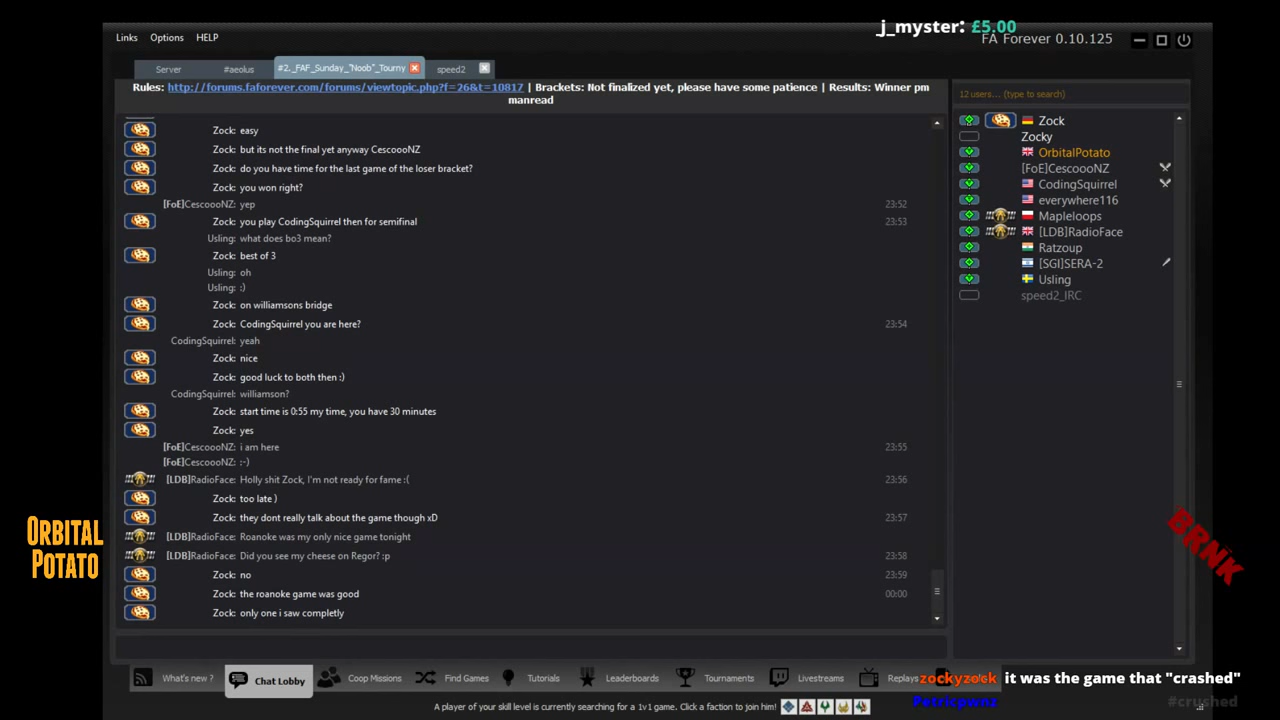 j_myster: £5.00
Links Options HELP
FA Forever 0.10.125
Server #aeolus #2._FAF_Sunday_"Noob"_Tourny speed2
Rules: http://forums.faforever.com/forums/viewtopic.php?f=26&t=10817 | Brackets: Not finalized yet, please have some patience | Results: Winner pm
manread
12 users... (type to search)
Zock: easy
Zock: but its not the final yet anyway CescoooNZ
Zock: do you have time for the last game of the loser bracket?
Zock: you won right?
[FoE]CescoooNZ: yep 23:52
Zock: you play CodingSquirrel then for semifinal 23:53
Usling: what does bo3 mean?
Zock: best of 3
Usling: oh
Usling: :)
Zock: on williamsons bridge
Zock: CodingSquirrel you are here? 23:54
CodingSquirrel: yeah
Zock: nice
Zock: good luck to both then :)
CodingSquirrel: williamson?
Zock: start time is 0:55 my time, you have 30 minutes
Zock: yes
[FoE]CescoooNZ: i am here 23:55
[FoE]CescoooNZ: :-)
[LDB]RadioFace: Holly shit Zock, I'm not ready for fame :( 23:56
Zock: too late )
Zock: they dont really talk about the game though xD 23:57
[LDB]RadioFace: Roanoke was my only nice game tonight
[LDB]RadioFace: Did you see my cheese on Regor? :p 23:58
Zock: no 23:59
Zock: the roanoke game was good 00:00
Zock: only one i saw completly
Zock
Zocky
OrbitalPotato
[FoE]CescoooNZ
CodingSquirrel
everywhere116
Mapleloops
[LDB]RadioFace
Ratzoup
[SGI]SERA-2
Usling
speed2_IRC
ORBITAL
POTATO
BRNK
What's new ? Chat Lobby Coop Missions Find Games Tutorials Leaderboards Tournaments Livestreams Replays
zockyzock it was the game that "crashed"
Petricpwnz #crushed
A player of your skill level is currently searching for a 1v1 game. Click a faction to join him!